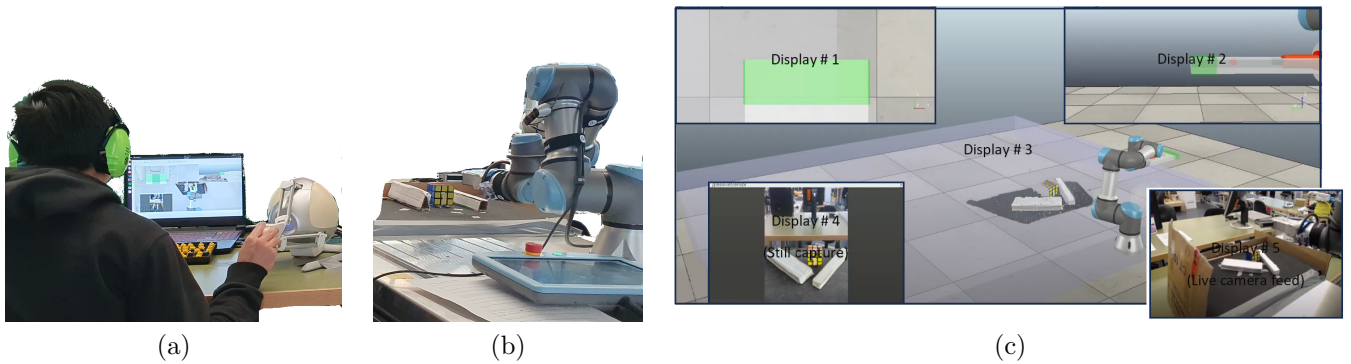 Display # 1
Display # 2
Display # 3
Display # 4
(Still capture)
Display # 5
(Live camera feed)
(a)
(b)
(c)